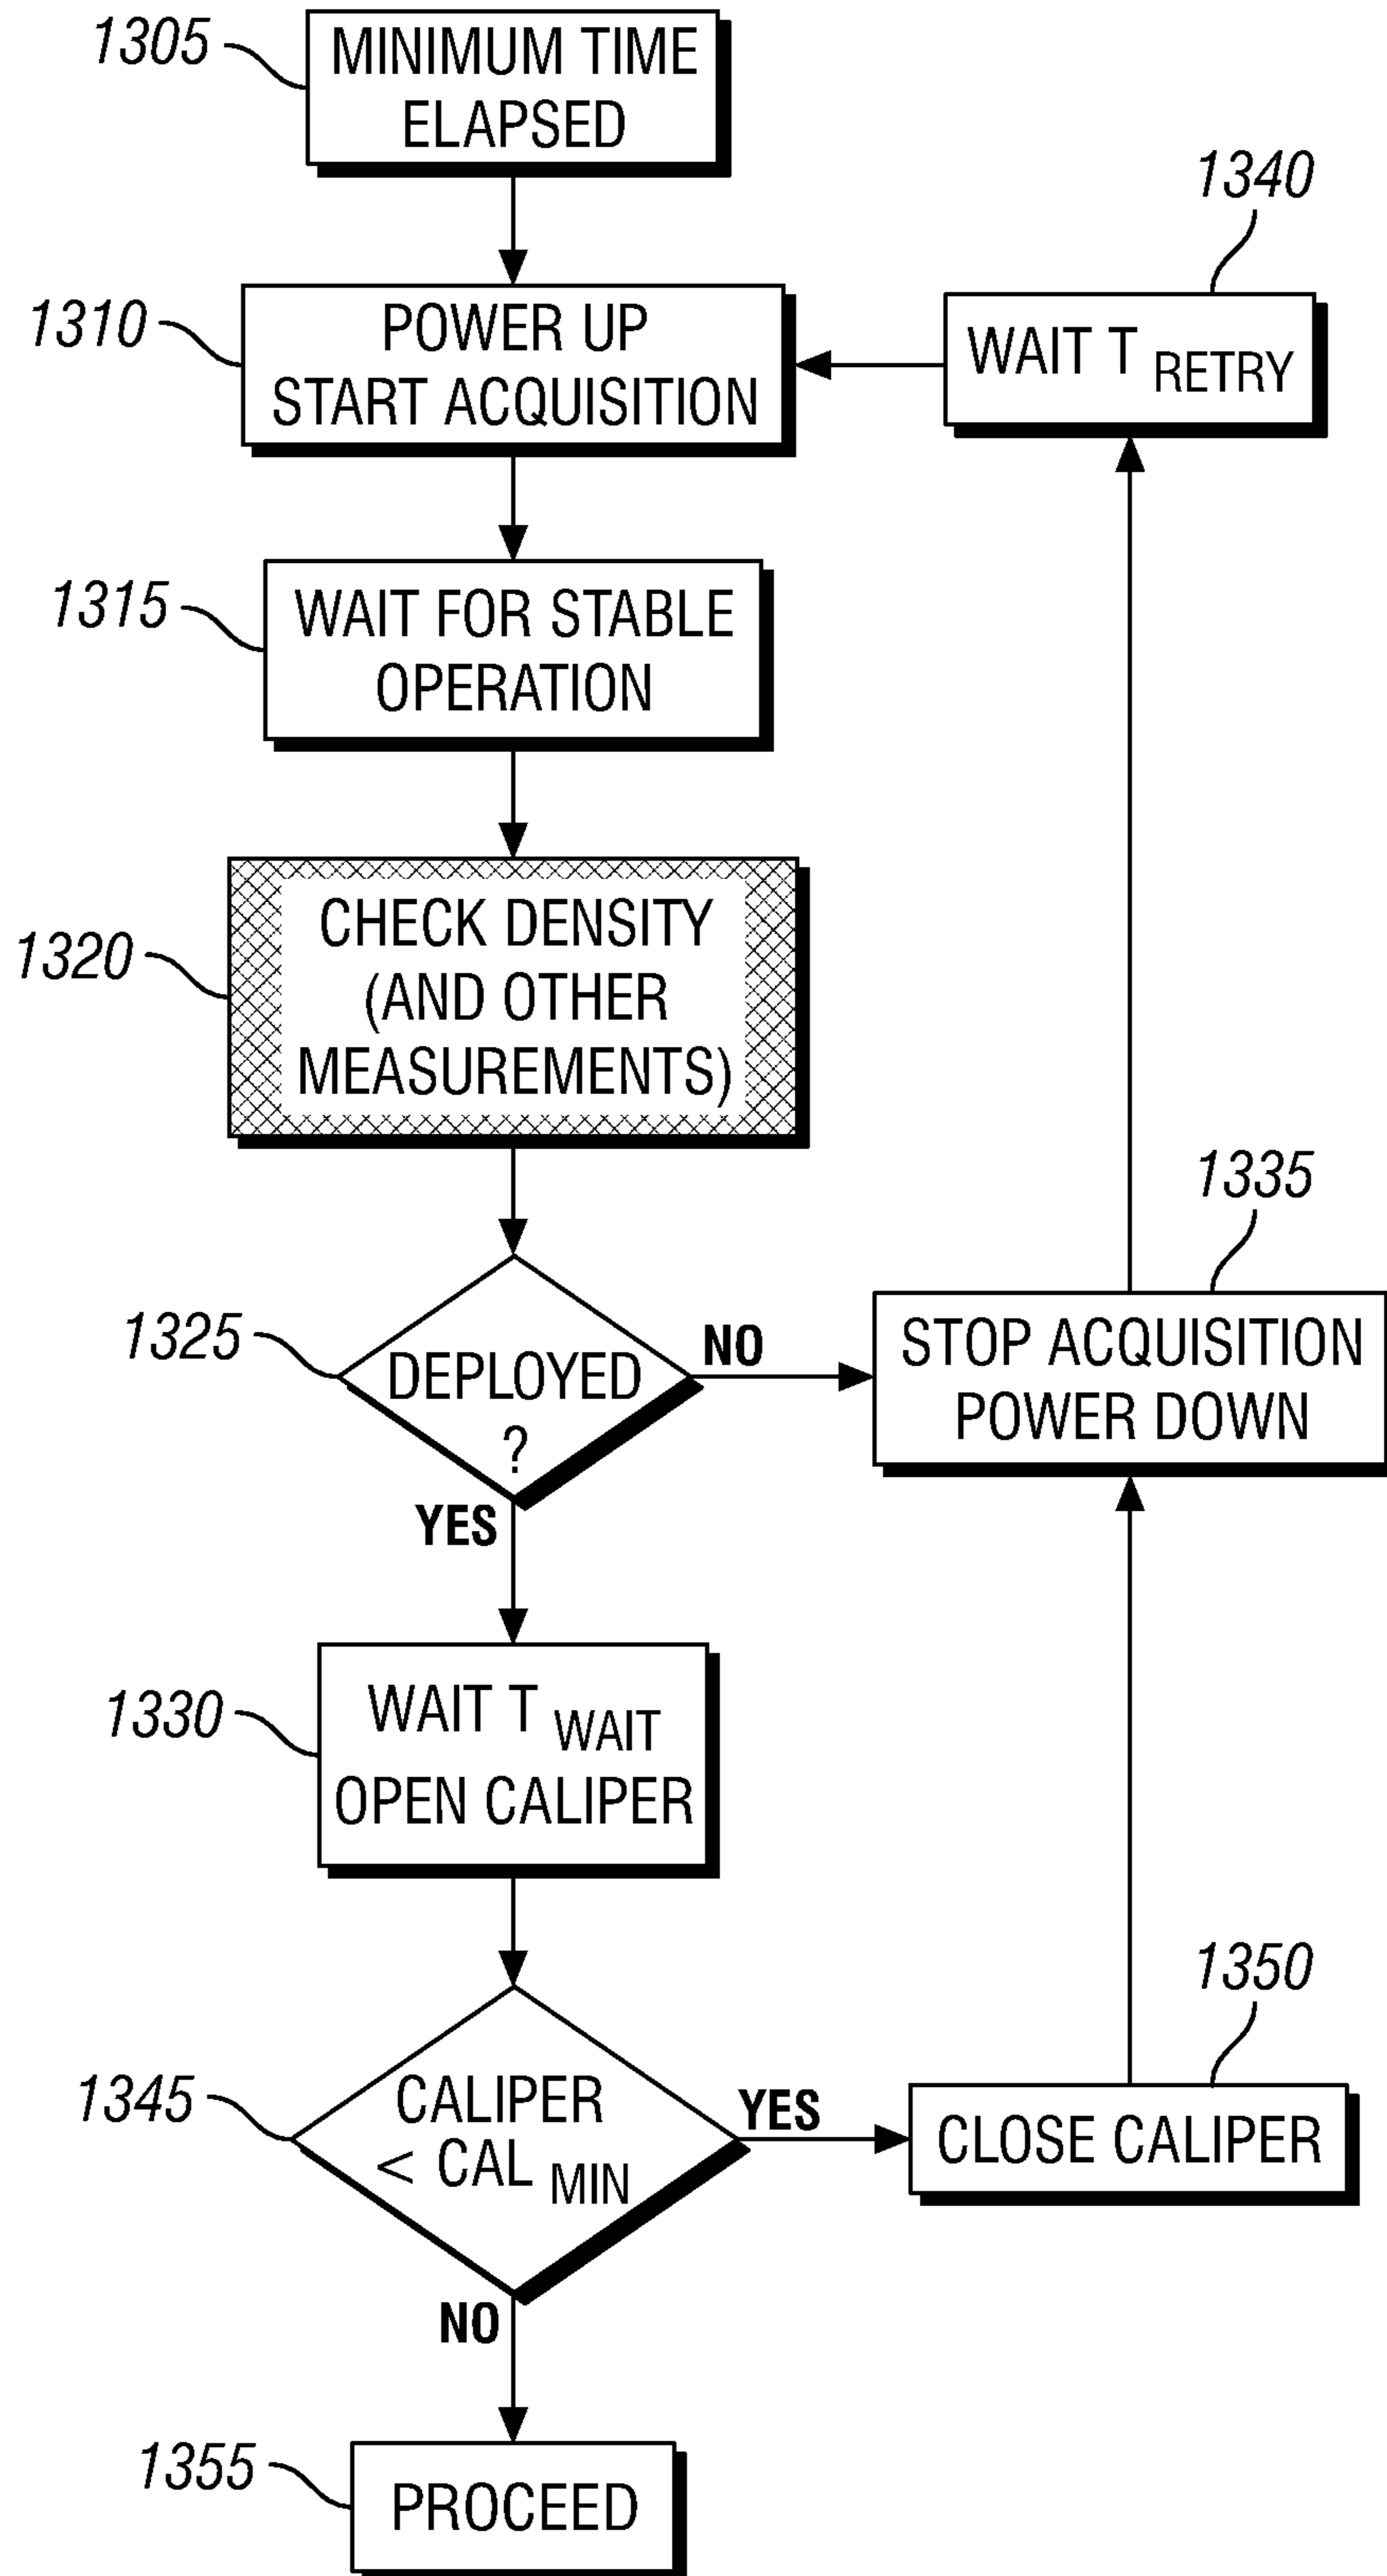 1305
MINIMUM TIME
ELAPSED
1340
1310
POWER UP
START ACQUISITION
WAIT T RETRY
1315
WAIT FOR STABLE
OPERATION
1320
CHECK DENSITY
(AND OTHER
MEASUREMENTS)
1335
1325
DEPLOYED
?
NO
STOP ACQUISITION
POWER DOWN
YES
1330
WAIT T WAIT
OPEN CALIPER
1350
1345
CALIPER
< CAL MIN
YES
CLOSE CALIPER
NO
1355
PROCEED